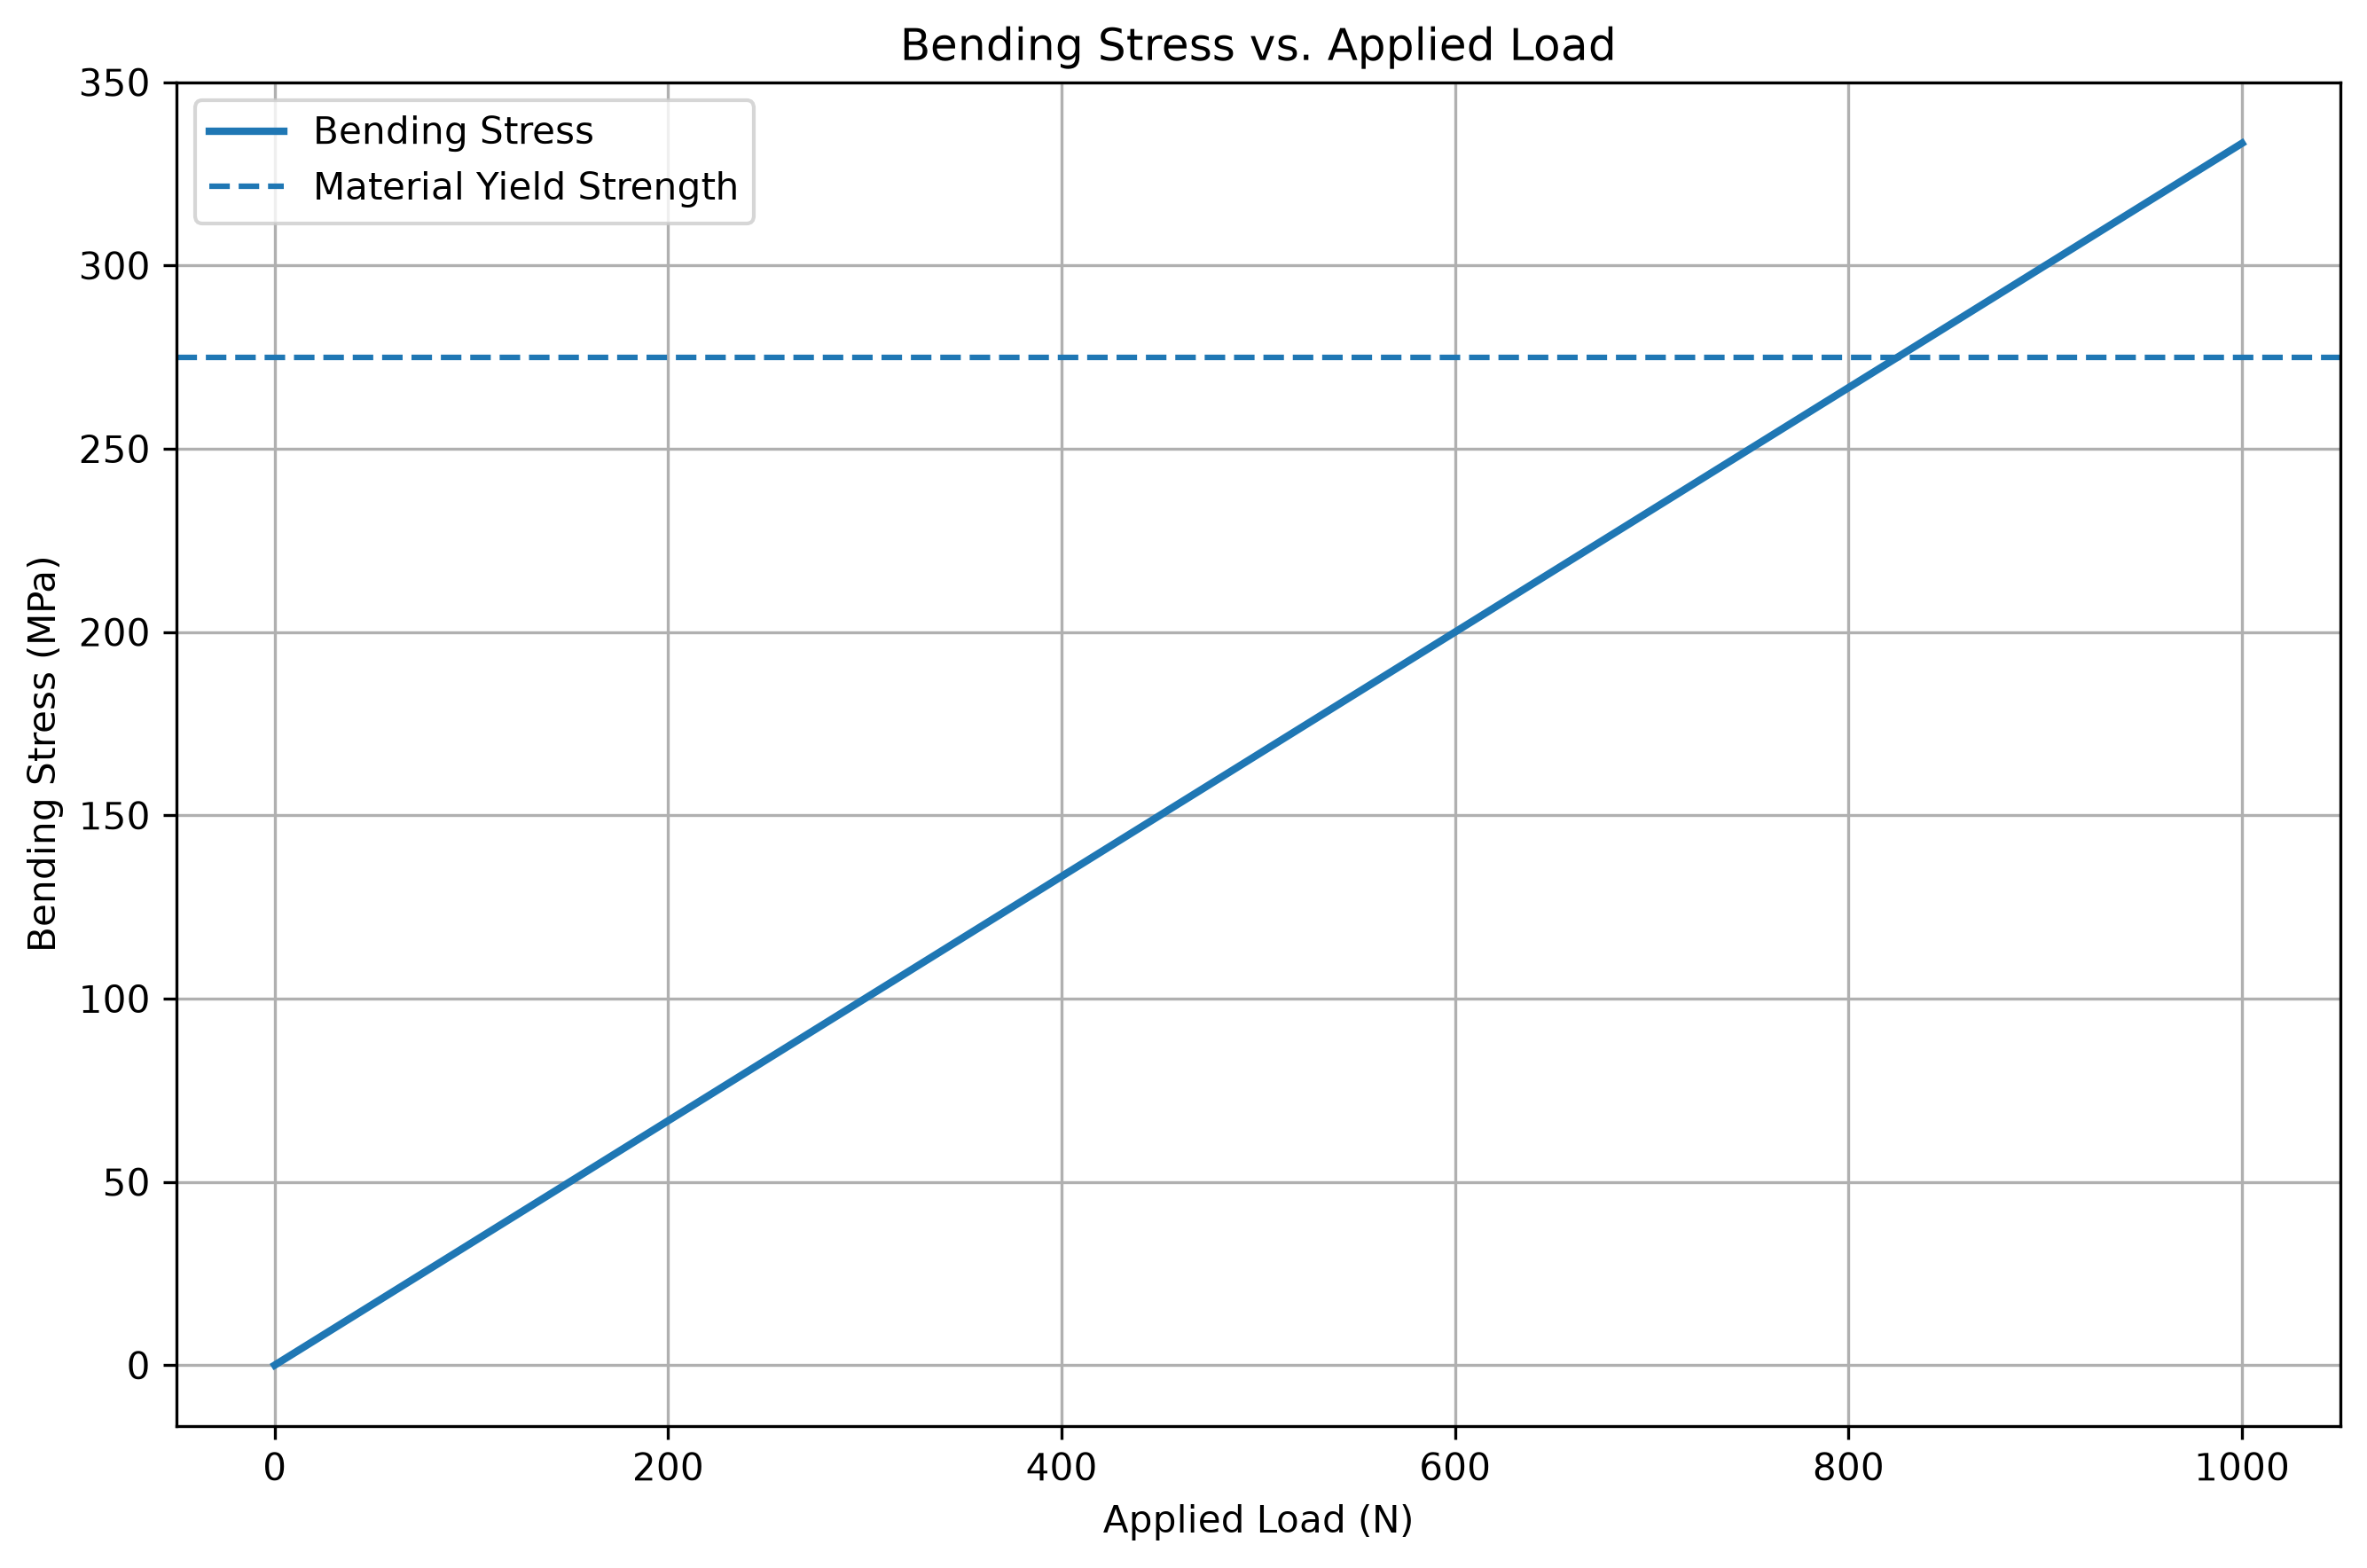 Bending Stress vs. Applied Load
Bending Stress
Material Yield Strength
Bending Stress (MPa)
350
300
250
200
150
100
50
0
0 200 400 600 800 1000
Applied Load (N)